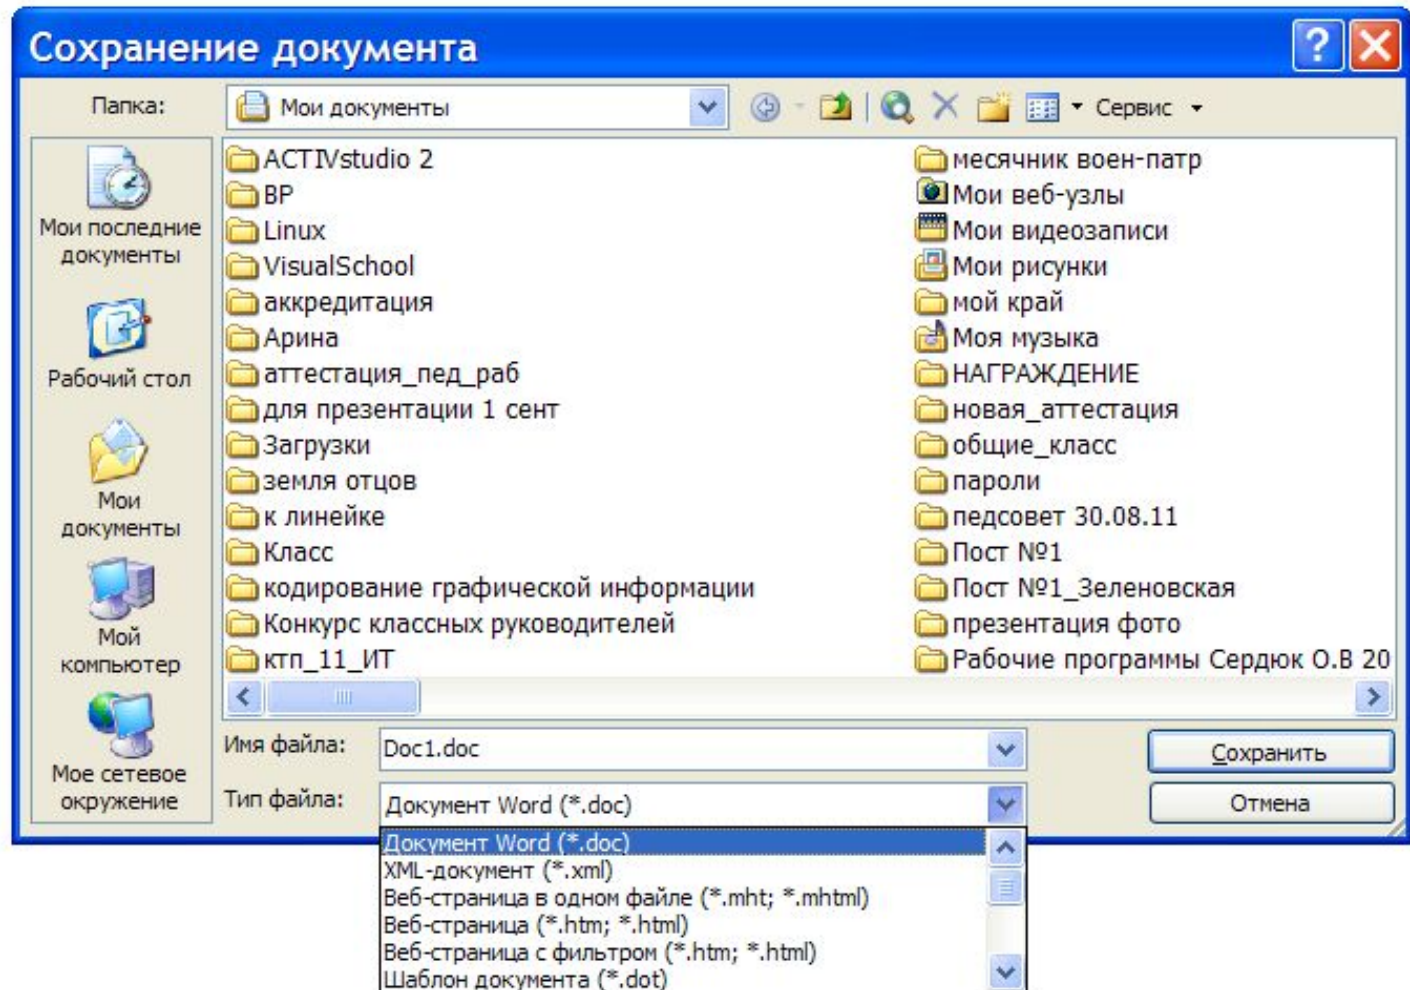 Сохранение документа
Папка:
Мои документы
Сервис
Мои последние
документы
Рабочий стол
Мои
документы
Мой
компьютер
Мое сетевое
окружение
ACTIVstudio 2
BP
Linux
VisualSchool
аккредитация
Арина
аттестация_пед_раб
для презентации 1 сент
Загрузки
земля отцов
к линейке
Класс
кодирование графической информации
Конкурс классных руководителей
ктп_11_ИТ
месячник воен-патр
Мои веб-узлы
Мои видеозаписи
Мои рисунки
мой край
Моя музыка
НАГРАЖДЕНИЕ
новая_аттестация
общие_класс
пароли
педсовет 30.08.11
Пост №1
Пост №1_Зеленовская
презентация фото
Рабочие программы Сердюк О.В 20
Имя файла:
Doc1.doc
Сохранить
Тип файла:
Документ Word (*.doc)
Отмена
Документ Word (*.doc)
XML-документ (*.xml)
Веб-страница в одном файле (*.mht; *.mhtml)
Веб-страница (*.htm; *.html)
Веб-страница с фильтром (*.htm; *.html)
Шаблон документа (*.dot)